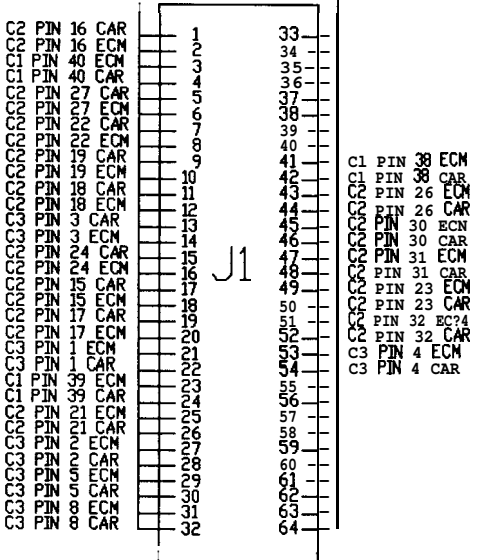 C2 PIN 16 CAR 1
C2 PIN 16 ECM 2
C1 PIN 40 ECM 3
C1 PIN 40 CAR 4
C2 PIN 27 CAR 5
C2 PIN 27 ECM 6
C2 PIN 22 CAR 7
C2 PIN 22 ECM 8
C2 PIN 19 CAR 9
C2 PIN 19 ECM 10
C2 PIN 18 CAR 11
C2 PIN 18 ECM 12
C3 PIN 3 CAR 13
C3 PIN 3 ECM 14
C2 PIN 24 CAR 15
C2 PIN 24 ECM 16
C2 PIN 15 CAR 17
C2 PIN 15 ECM 18
C2 PIN 17 CAR 19
C2 PIN 17 ECM 20
C3 PIN 1 ECM 21
C3 PIN 1 CAR 22
C1 PIN 39 ECM 23
C1 PIN 39 CAR 24
C2 PIN 21 ECM 25
C2 PIN 21 CAR 26
C3 PIN 2 ECM 27
C3 PIN 2 CAR 28
C3 PIN 5 ECM 29
C3 PIN 5 CAR 30
C3 PIN 8 ECM 31
C3 PIN 8 CAR 32
J1
33
34
35
36
37
38
39
40
41 C1 PIN 38 ECM
42 C1 PIN 38 CAR
43 C2 PIN 26 ECM
44 C2 PIN 26 CAR
45 C2 PIN 30 ECN
46 C2 PIN 30 CAR
47 C2 PIN 31 ECM
48 C2 PIN 31 CAR
49 C2 PIN 23 ECM
50 C2 PIN 23 CAR
51 C2 PIN 32 EC?4
52 C2 PIN 32 CAR
53 C3 PIN 4 ECM
54 C3 PIN 4 CAR
55
56
57
58
59
60
61
62
63
64